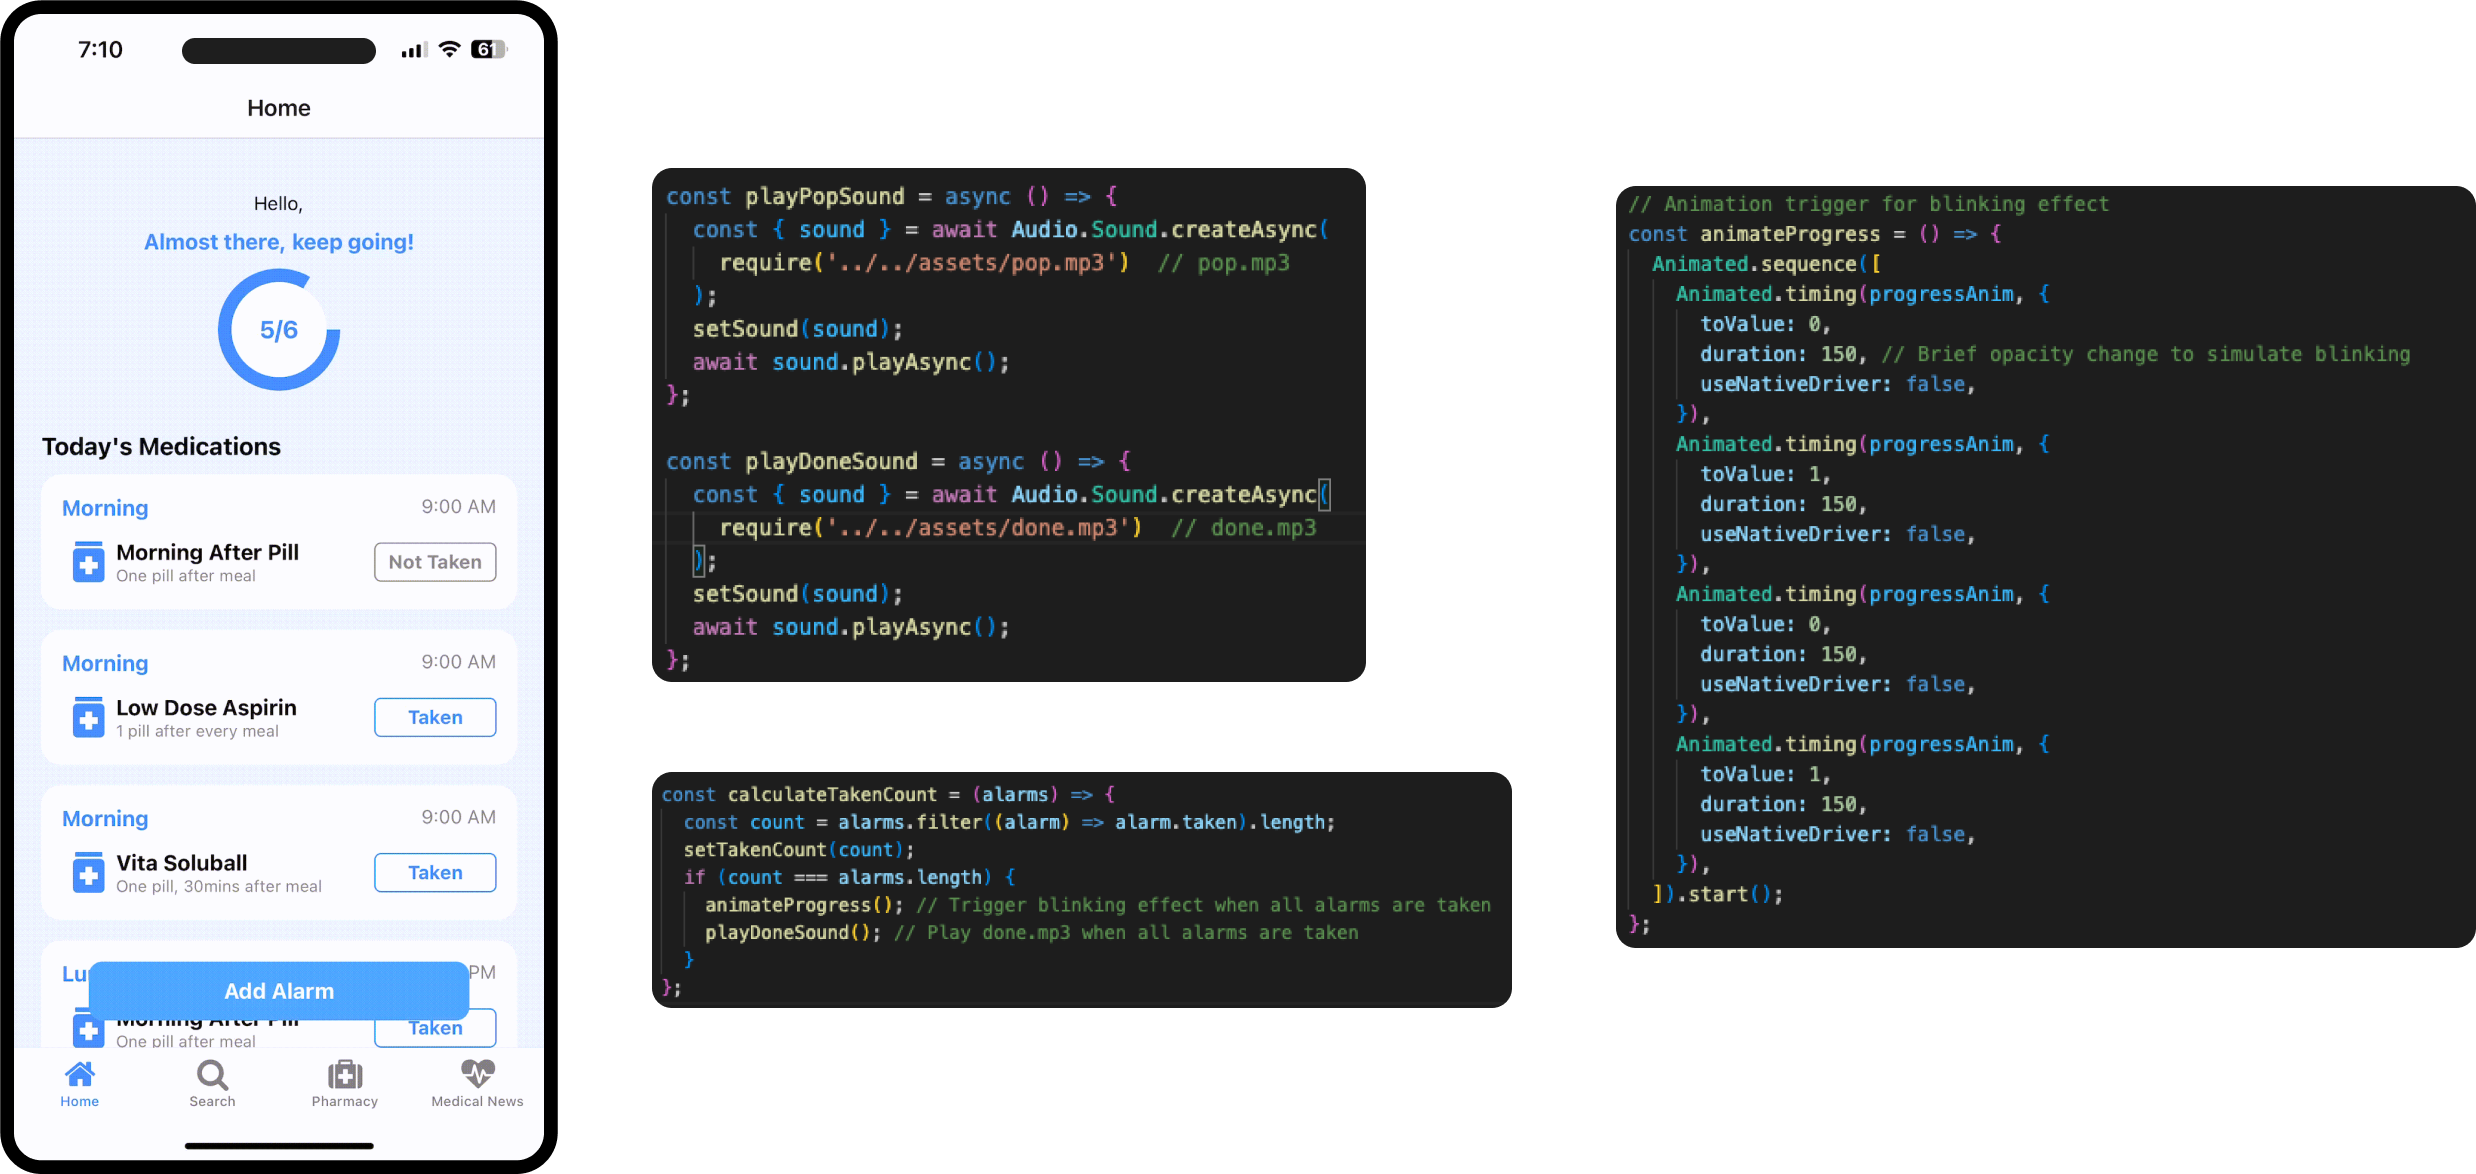 7:10
61
Home
Hello,
Almost there, keep going!
5/6
Today's Medications
Morning 9:00 AM
Morning After Pill
One pill after meal
Not Taken
Morning 9:00 AM
Low Dose Aspirin
1 pill after every meal
Taken
Morning 9:00 AM
Vita Soluball
One pill, 30mins after meal
Taken
Lu PM
Add Alarm
Morning After Pill
One pill after meal
Taken
Home
Search
Pharmacy
Medical News
const playPopSound = async () => {
const { sound } = await Audio.Sound.createAsync(
require('../../assets/pop.mp3') // pop.mp3
);
setSound(sound);
await sound.playAsync();
};
const playDoneSound = async () => {
const { sound } = await Audio.Sound.createAsync(
require('../../assets/done.mp3') // done.mp3
);
setSound(sound);
await sound.playAsync();
};
const calculateTakenCount = (alarms) => {
const count = alarms.filter((alarm) => alarm.taken).length;
setTakenCount(count);
if (count === alarms.length) {
animateProgress(); // Trigger blinking effect when all alarms are taken
playDoneSound(); // Play done.mp3 when all alarms are taken
}
};
// Animation trigger for blinking effect
const animateProgress = () => {
Animated.sequence([
Animated.timing(progressAnim, {
toValue: 0,
duration: 150, // Brief opacity change to simulate blinking
useNativeDriver: false,
}),
Animated.timing(progressAnim, {
toValue: 1,
duration: 150,
useNativeDriver: false,
}),
Animated.timing(progressAnim, {
toValue: 0,
duration: 150,
useNativeDriver: false,
}),
Animated.timing(progressAnim, {
toValue: 1,
duration: 150,
useNativeDriver: false,
}),
]).start();
};